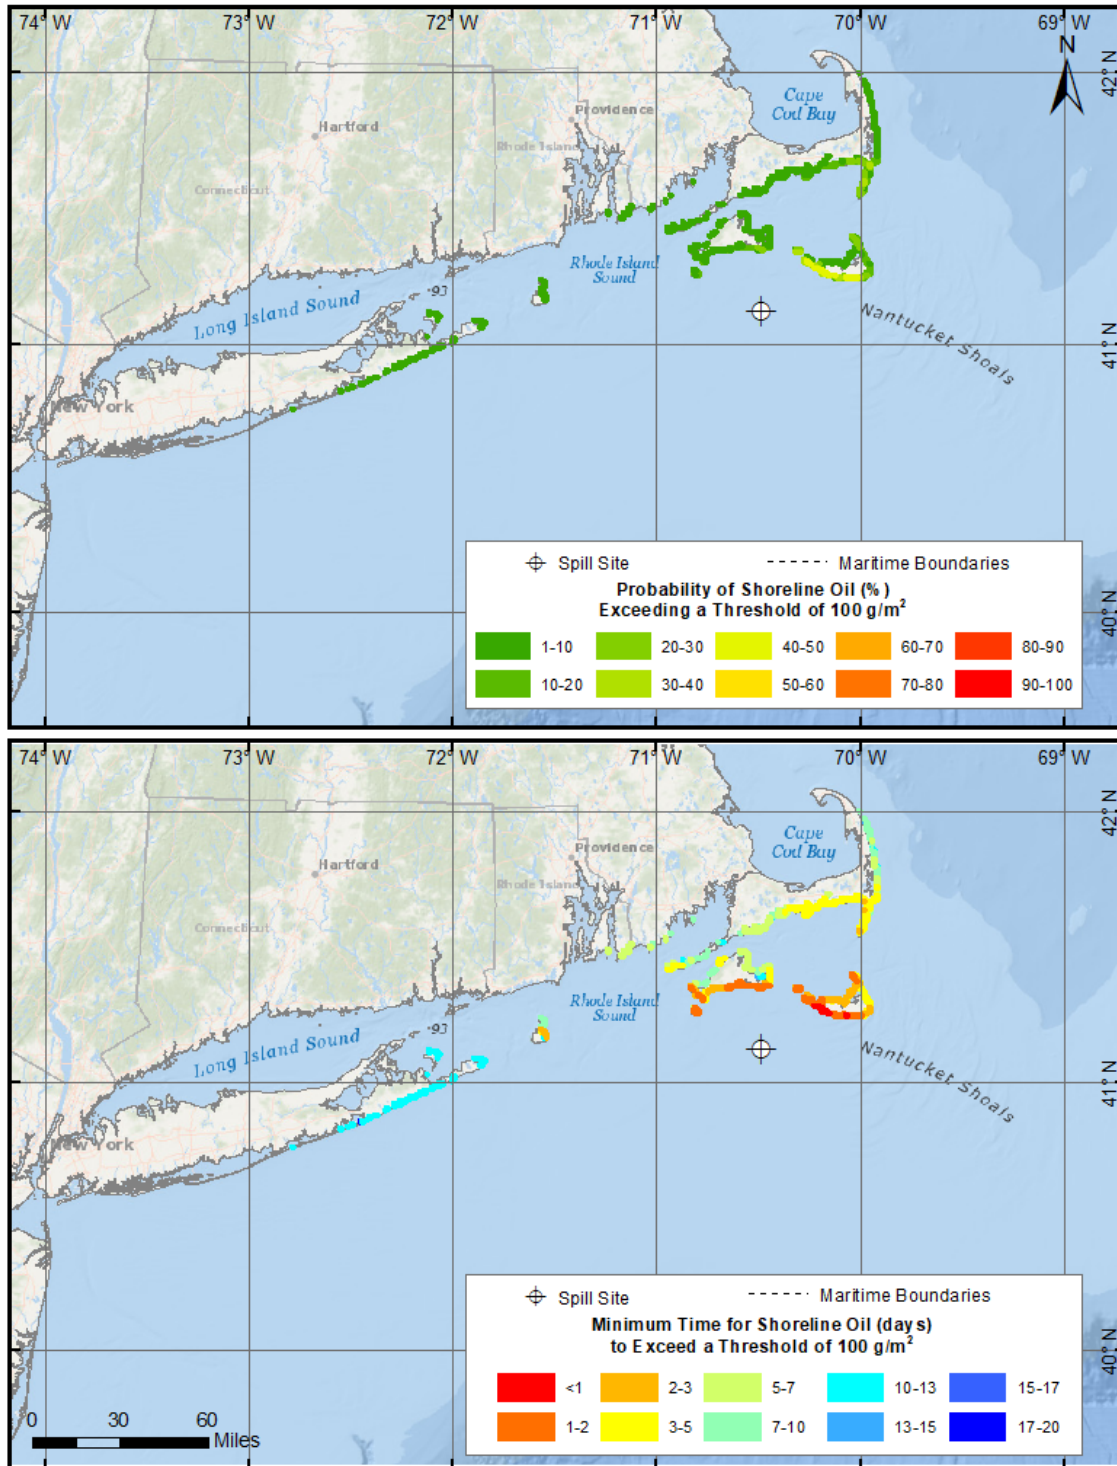 74° W 73° W 72° W 71° W 70° W 69° W
N
42° N
Cape
Cod Bay
Providence
Hartford
Rhode Island
Connecticut
Rhode Island
Sound
93
Long Island Sound
Nantucket Shoals
41° N
New York
Spill Site
Maritime Boundaries
Probability of Shoreline Oil (%)
Exceeding a Threshold of 100 g/m²
40° N
1-10 20-30 40-50 60-70 80-90
10-20 30-40 50-60 70-80 90-100
74° W 73° W 72° W 71° W 70° W 69° W
42° N
Cape
Cod Bay
Providence
Hartford
Rhode Island
Connecticut
Rhode Island
Sound
93
Long Island Sound
Nantucket Shoals
41° N
New York
Spill Site
Maritime Boundaries
Minimum Time for Shoreline Oil (days)
to Exceed a Threshold of 100 g/m²
40° N
<1 2-3 5-7 10-13 15-17
1-2 3-5 7-10 13-15 17-20
0 30 60
Miles